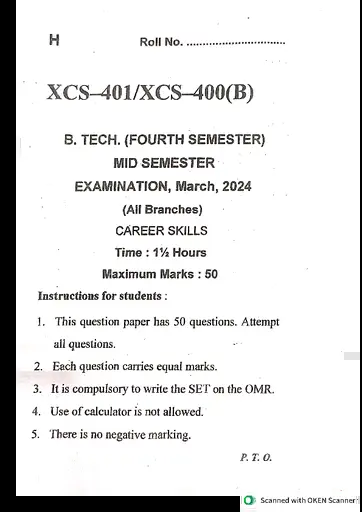 H
Roll No. ..............................
XCS–401/XCS–400(B)
B. TECH. (FOURTH SEMESTER)
MID SEMESTER
EXAMINATION, March, 2024
(All Branches)
CAREER SKILLS
Time : 1½ Hours
Maximum Marks : 50
Instructions for students :
1. This question paper has 50 questions. Attempt
all questions.
2. Each question carries equal marks.
3. It is compulsory to write the SET on the OMR.
4. Use of calculator is not allowed.
5. There is no negative marking.
P. T. O.
Scanned with OKEN Scanner